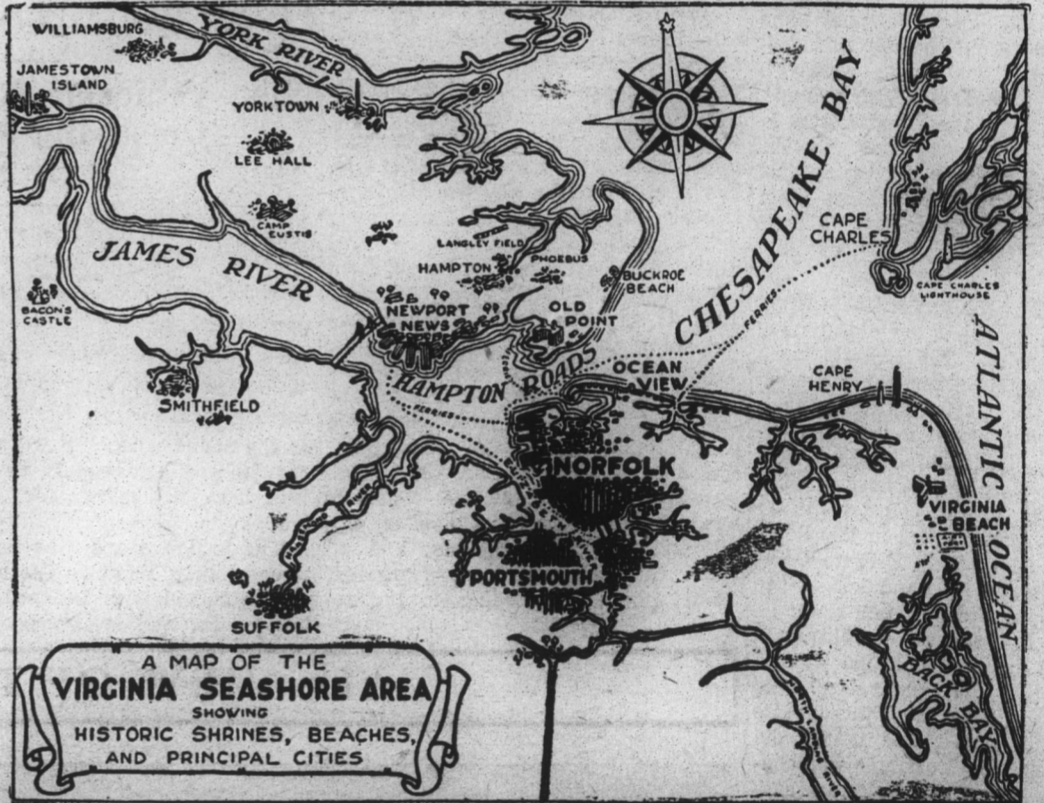 WILLIAMSBURG
YORK RIVER
JAMESTOWN
ISLAND
YORKTOWN
LEE HALL
CAMP
EUSTIS
LANGLEY FIELD
PHOEBUS
HAMPTON
BUCKROE
BEACH
CHESAPEAKE BAY
CAPE
CHARLES
CAPE CHARLES
LIGHTHOUSE
FERRIES
JAMES RIVER
BACON'S
CASTLE
NEWPORT
NEWS
OLD
POINT
HAMPTON ROADS
FERRIES
OCEAN
VIEW
CAPE
HENRY
ATLANTIC OCEAN
SMITHFIELD
NORFOLK
RIVER
VIRGINIA
BEACH
PORTSMOUTH
SUFFOLK
BACK
BAY
A MAP OF THE
VIRGINIA SEASHORE AREA
SHOWING
HISTORIC SHRINES, BEACHES,
AND PRINCIPAL CITIES